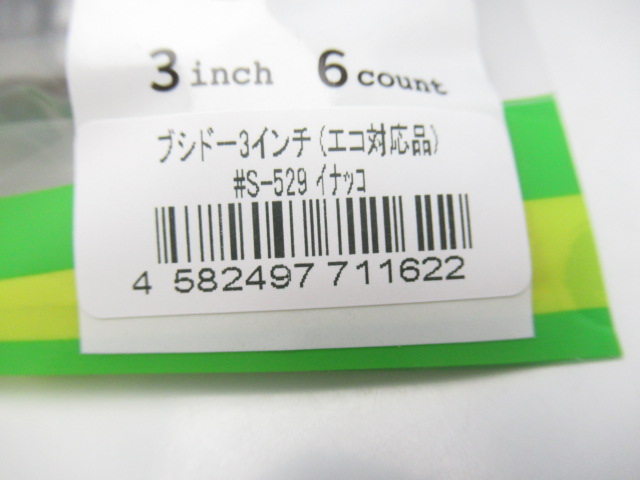 3 inch 6 count
ブシドー3インチ(エコ対応品)
#S-529 ｲﾅｯｺ
4 582497 711622